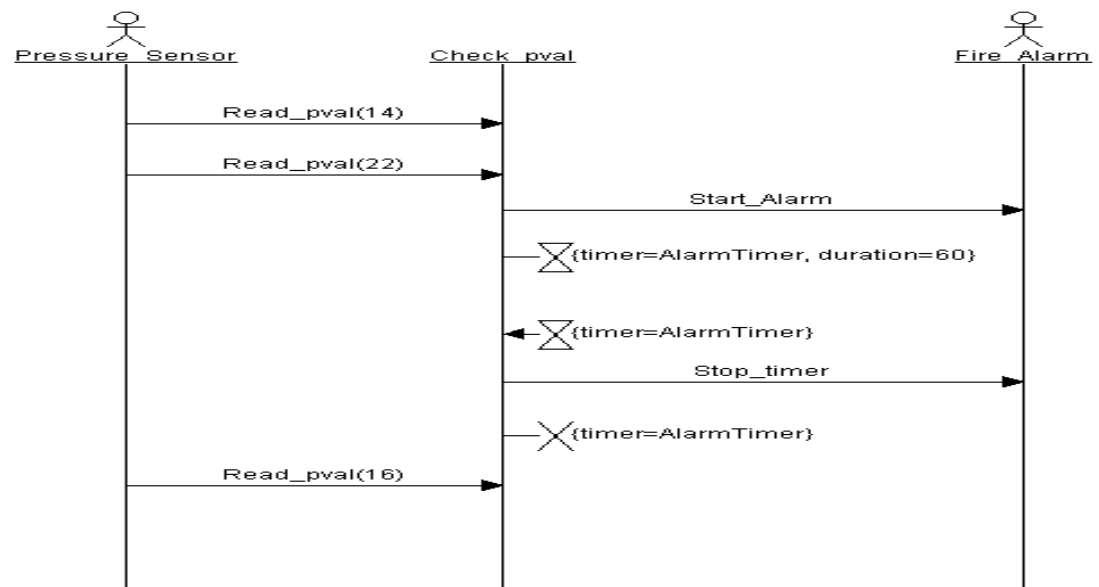 Pressure_Sensor
Check_pval
Fire_Alarm
Read_pval(14)
Read_pval(22)
Start_Alarm
{timer=AlarmTimer, duration=60}
{timer=AlarmTimer}
Stop_timer
{timer=AlarmTimer}
Read_pval(16)